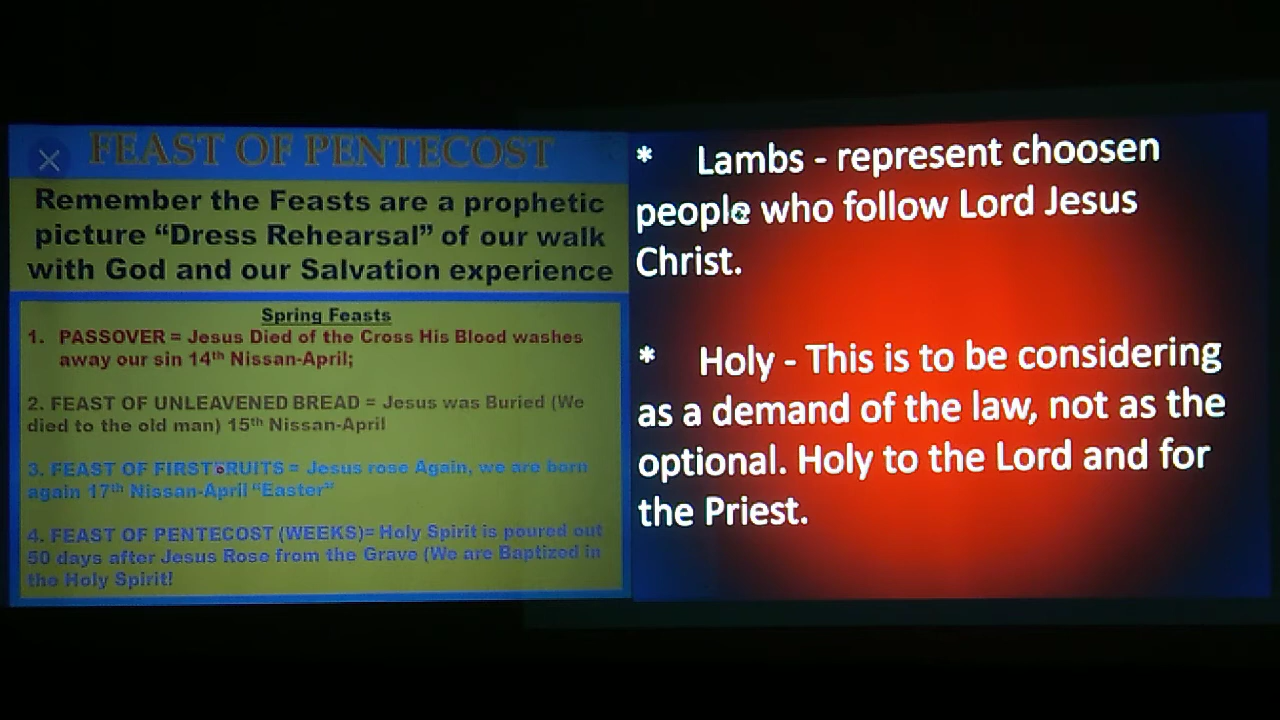 FEAST OF PENTECOST
Remember the Feasts are a prophetic
picture “Dress Rehearsal” of our walk
with God and our Salvation experience
Spring Feasts
1. PASSOVER = Jesus Died of the Cross His Blood washes
away our sin 14th Nissan-April;
2. FEAST OF UNLEAVENED BREAD = Jesus was Buried (We
died to the old man) 15th Nissan-April
3. FEAST OF FIRST FRUITS = Jesus rose Again, we are born
again 17th Nissan-April “Easter”
4. FEAST OF PENTECOST (WEEKS)= Holy Spirit is poured out
50 days after Jesus Rose from the Grave (We are Baptized in
the Holy Spirit!
* Lambs - represent choosen
people who follow Lord Jesus
Christ.
* Holy - This is to be considering
as a demand of the law, not as the
optional. Holy to the Lord and for
the Priest.